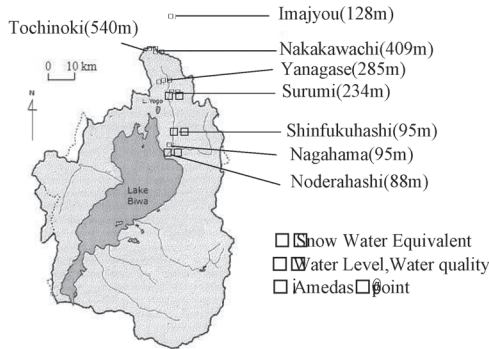 Imajyou(128m)
Tochinoki(540m)
Nakakawachi(409m)
Yanagase(285m)
0 10 km
Surumi(234m)
N
L. Yogo
Shinfukuhashi(95m)
Nagahama(95m)
Noderahashi(88m)
Lake
Biwa
Snow Water Equivalent
Water Level,Water quality
Amedas point